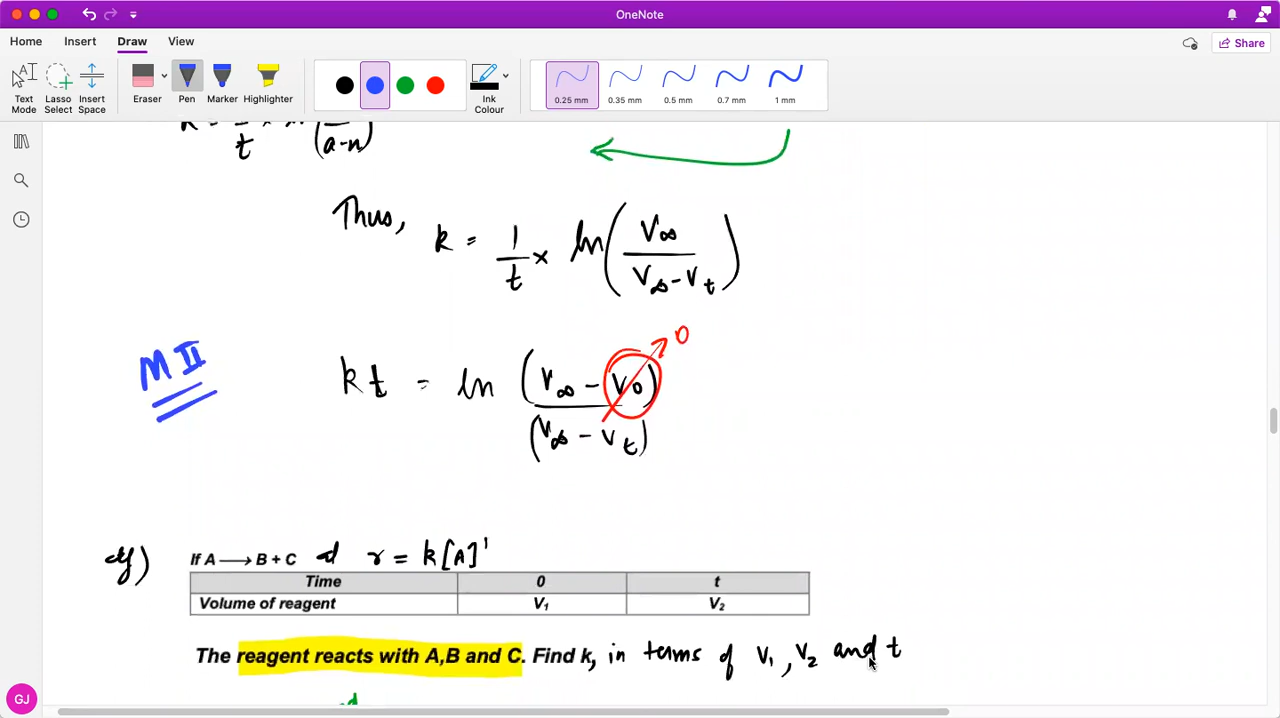 OneNote
Home Insert Draw View
Share
Text Mode
Lasso Select
Insert Space
Eraser
Pen
Marker
Highlighter
Ink Colour
0.25 mm 0.35 mm 0.5 mm 0.7 mm 1 mm
t (a-n)
Thus, k = 1/t × ln(V∞/(V∞-Vt))
0
M II
kt = ln (V∞ - V0)/(V∞ - Vt)
If A ⟶ B + C and r = k[A]¹
Time 0 t
Volume of reagent V₁ V₂
The reagent reacts with A,B and C. Find k, in terms of V₁, V₂ and t
GJ